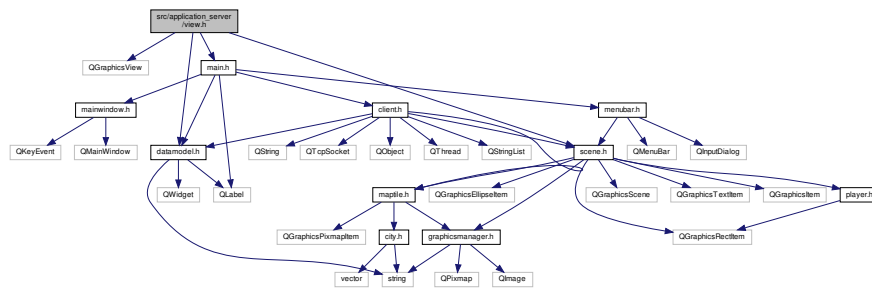 src/application_server
/view.h
QGraphicsView
main.h
mainwindow.h
client.h
menubar.h
QKeyEvent
QMainWindow
datamodel.h
QString
QTcpSocket
QObject
QThread
QStringList
scene.h
QMenuBar
QInputDialog
QWidget
QLabel
maptile.h
QGraphicsEllipseItem
QGraphicsScene
QGraphicsTextItem
QGraphicsItem
player.h
QGraphicsPixmapItem
city.h
graphicsmanager.h
QGraphicsRectItem
vector
string
QPixmap
QImage